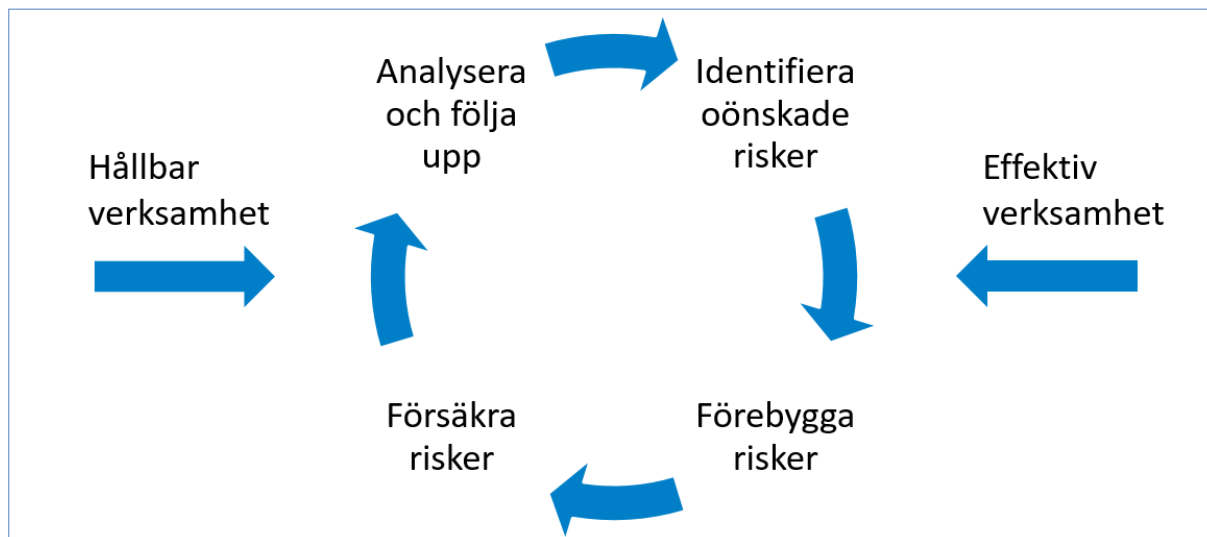 Analysera
och följa
upp
Identifiera
oönskade
risker
Hållbar
verksamhet
Effektiv
verksamhet
Försäkra
risker
Förebygga
risker